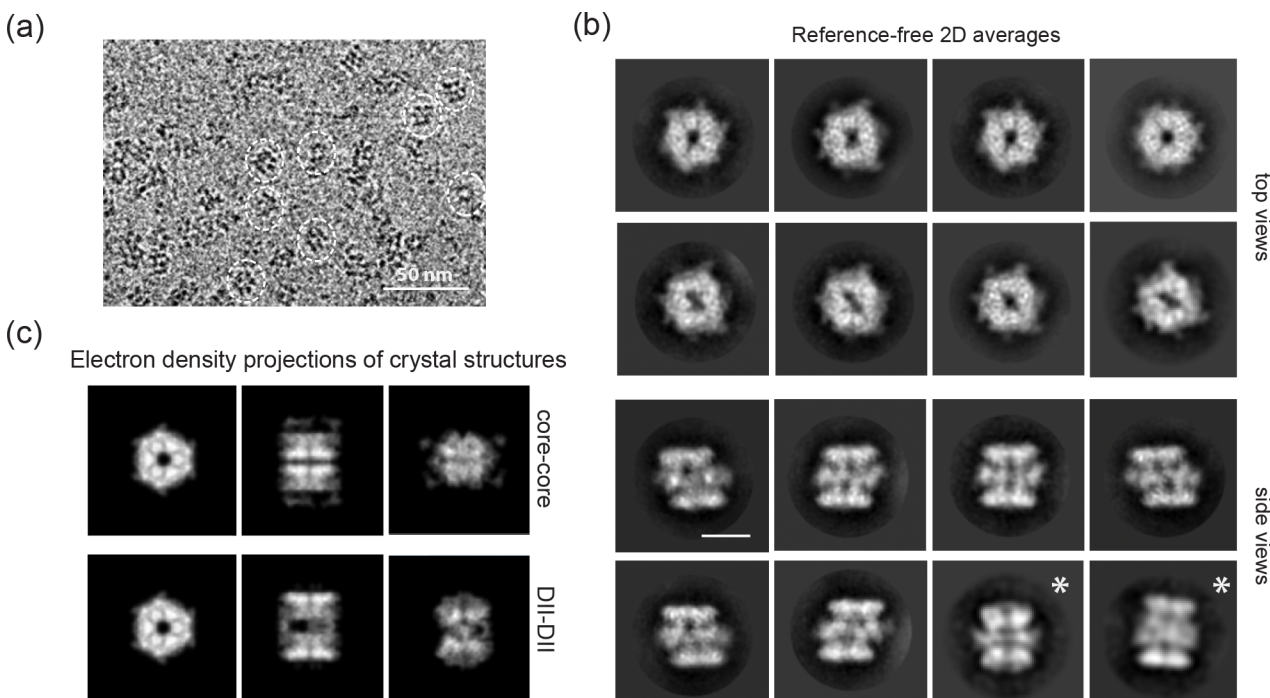 (a)
50 nm
(b)
Reference-free 2D averages
top views
side views
*
*
(c)
Electron density projections of crystal structures
core-core
DII-DII